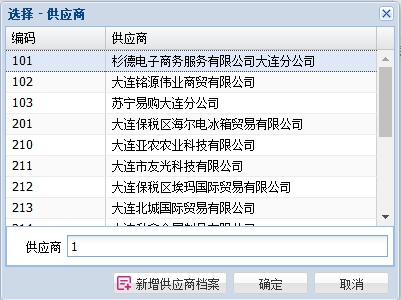 选择 - 供应商
编码 供应商
101 杉德电子商务服务有限公司大连分公司
102 大连铭源伟业商贸有限公司
103 苏宁易购大连分公司
201 大连保税区海尔电冰箱贸易有限公司
210 大连亚农农业科技有限公司
211 大连市友光科技有限公司
212 大连保税区埃玛国际贸易有限公司
213 大连北城国际贸易有限公司
供应商 1
新增供应商档案 确定 取消